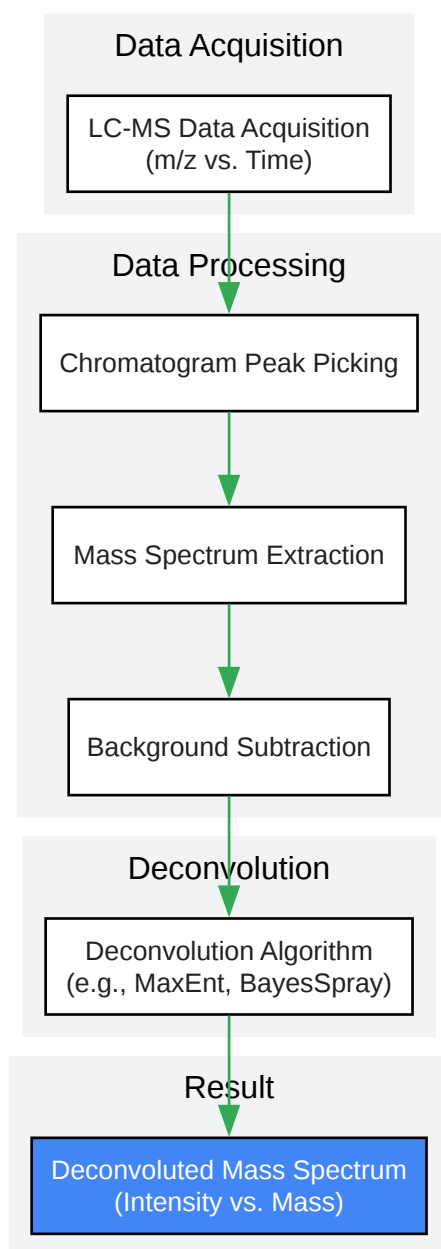 Data Acquisition
LC-MS Data Acquisition
(m/z vs. Time)
Data Processing
Chromatogram Peak Picking
Mass Spectrum Extraction
Background Subtraction
Deconvolution
Deconvolution Algorithm
(e.g., MaxEnt, BayesSpray)
Result
Deconvoluted Mass Spectrum
(Intensity vs. Mass)